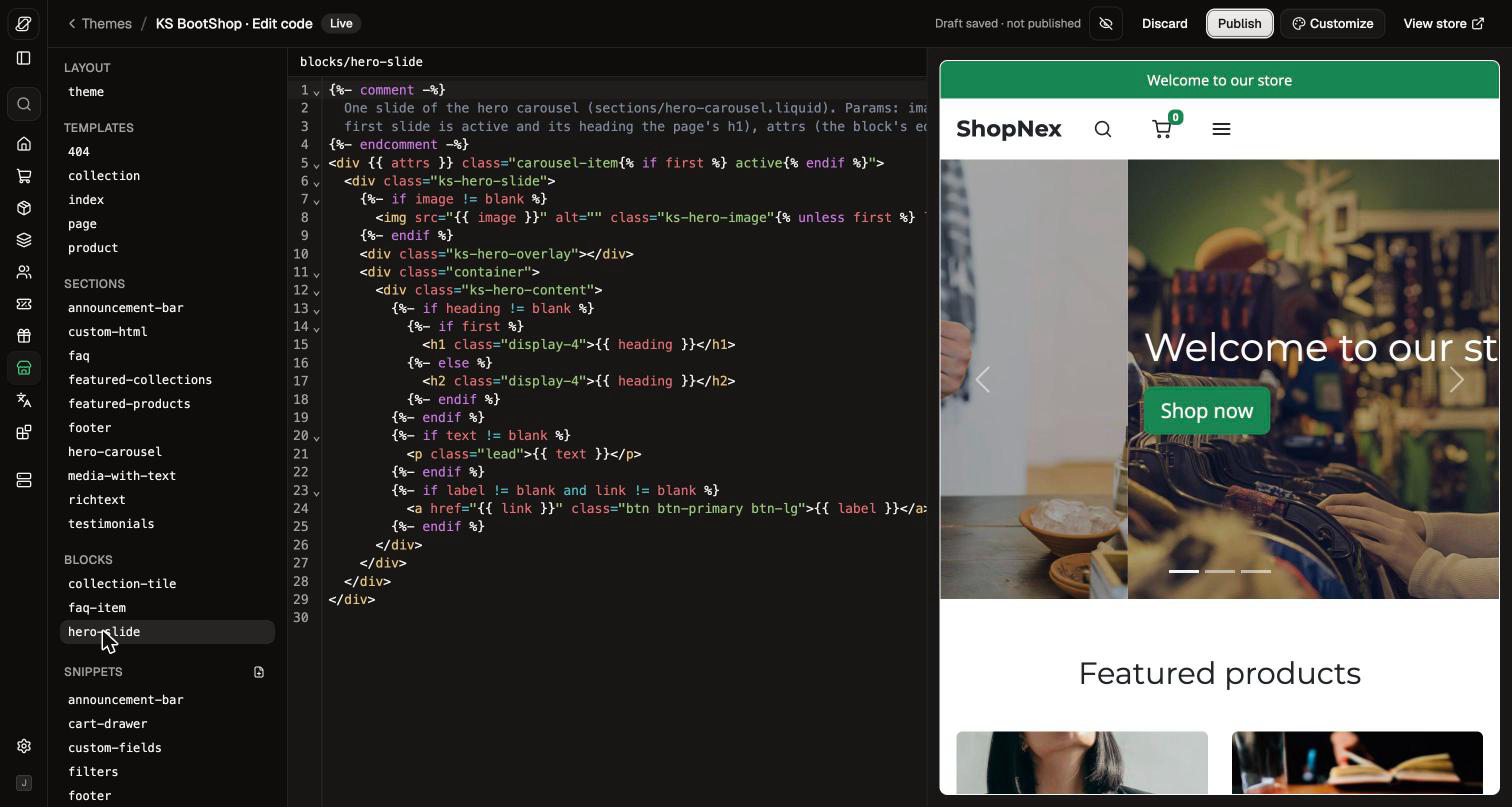 Themes / KS BootShop · Edit code Live
Draft saved · not published Discard Publish Customize View store
LAYOUT
theme
TEMPLATES
404
collection
index
page
product
SECTIONS
announcement-bar
custom-html
faq
featured-collections
featured-products
footer
hero-carousel
media-with-text
richtext
testimonials
BLOCKS
collection-tile
faq-item
hero-slide
SNIPPETS
announcement-bar
cart-drawer
custom-fields
filters
footer
J
blocks/hero-slide
1 {%- comment -%}
2 One slide of the hero carousel (sections/hero-carousel.liquid). Params: ima
3 first slide is active and its heading the page's h1), attrs (the block's ed
4 {%- endcomment -%}
5 <div {{ attrs }} class="carousel-item{% if first %} active{% endif %}">
6 <div class="ks-hero-slide">
7 {%- if image != blank %}
8 <img src="{{ image }}" alt="" class="ks-hero-image"{% unless first %}
9 {%- endif %}
10 <div class="ks-hero-overlay"></div>
11 <div class="container">
12 <div class="ks-hero-content">
13 {%- if heading != blank %}
14 {%- if first %}
15 <h1 class="display-4">{{ heading }}</h1>
16 {%- else %}
17 <h2 class="display-4">{{ heading }}</h2>
18 {%- endif %}
19 {%- endif %}
20 {%- if text != blank %}
21 <p class="lead">{{ text }}</p>
22 {%- endif %}
23 {%- if label != blank and link != blank %}
24 <a href="{{ link }}" class="btn btn-primary btn-lg">{{ label }}</a>
25 {%- endif %}
26 </div>
27 </div>
28 </div>
29 </div>
30
Welcome to our store
ShopNex 0
Welcome to our st
Shop now
Featured products